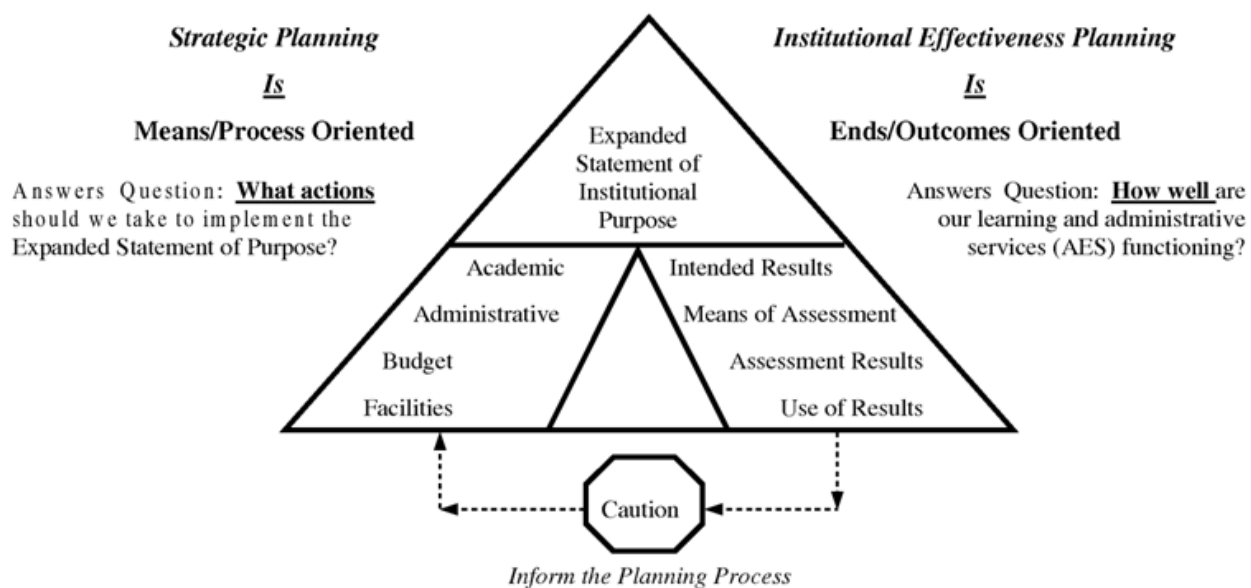 Strategic Planning
Is
Means/Process Oriented
Answers Question: What actions
should we take to implement the
Expanded Statement of Purpose?
Institutional Effectiveness Planning
Is
Ends/Outcomes Oriented
Answers Question: How well are
our learning and administrative
services (AES) functioning?
Expanded
Statement of
Institutional
Purpose
Academic
Administrative
Budget
Facilities
Intended Results
Means of Assessment
Assessment Results
Use of Results
Caution
Inform the Planning Process